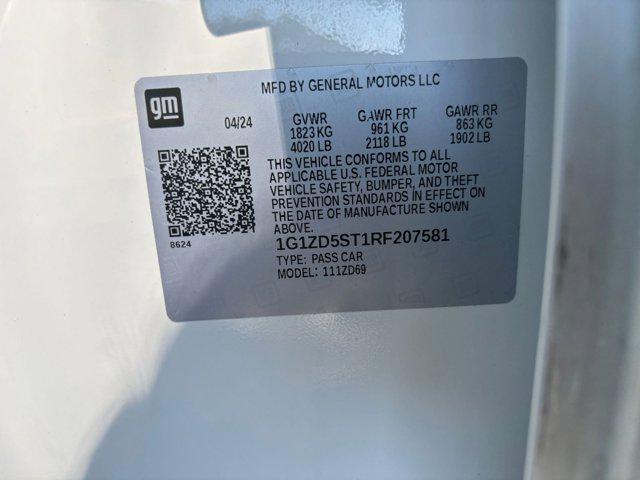 MFD BY GENERAL MOTORS LLC
gm
04/24
GVWR GAWR FRT GAWR RR
1823 KG 961 KG 863 KG
4020 LB 2118 LB 1902 LB
THIS VEHICLE CONFORMS TO ALL
APPLICABLE U.S. FEDERAL MOTOR
VEHICLE SAFETY, BUMPER, AND THEFT
PREVENTION STANDARDS IN EFFECT ON
THE DATE OF MANUFACTURE SHOWN
ABOVE.
8624
1G1ZD5ST1RF207581
TYPE: PASS CAR
MODEL: 111ZD69